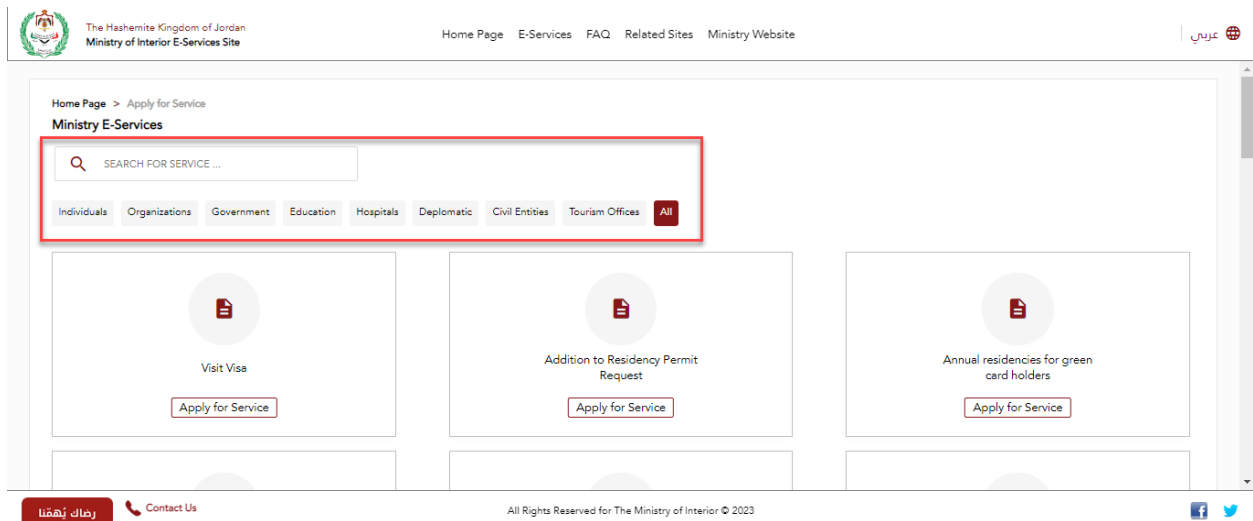 The Hashemite Kingdom of Jordan
Ministry of Interior E-Services Site
Home Page E-Services FAQ Related Sites Ministry Website
عربي
Home Page > Apply for Service
Ministry E-Services
SEARCH FOR SERVICE ...
Individuals Organizations Government Education Hospitals Deplomatic Civil Entities Tourism Offices All
Visit Visa
Apply for Service
Addition to Residency Permit
Request
Apply for Service
Annual residencies for green
card holders
Apply for Service
رضاك يُهمّنا
Contact Us
All Rights Reserved for The Ministry of Interior © 2023